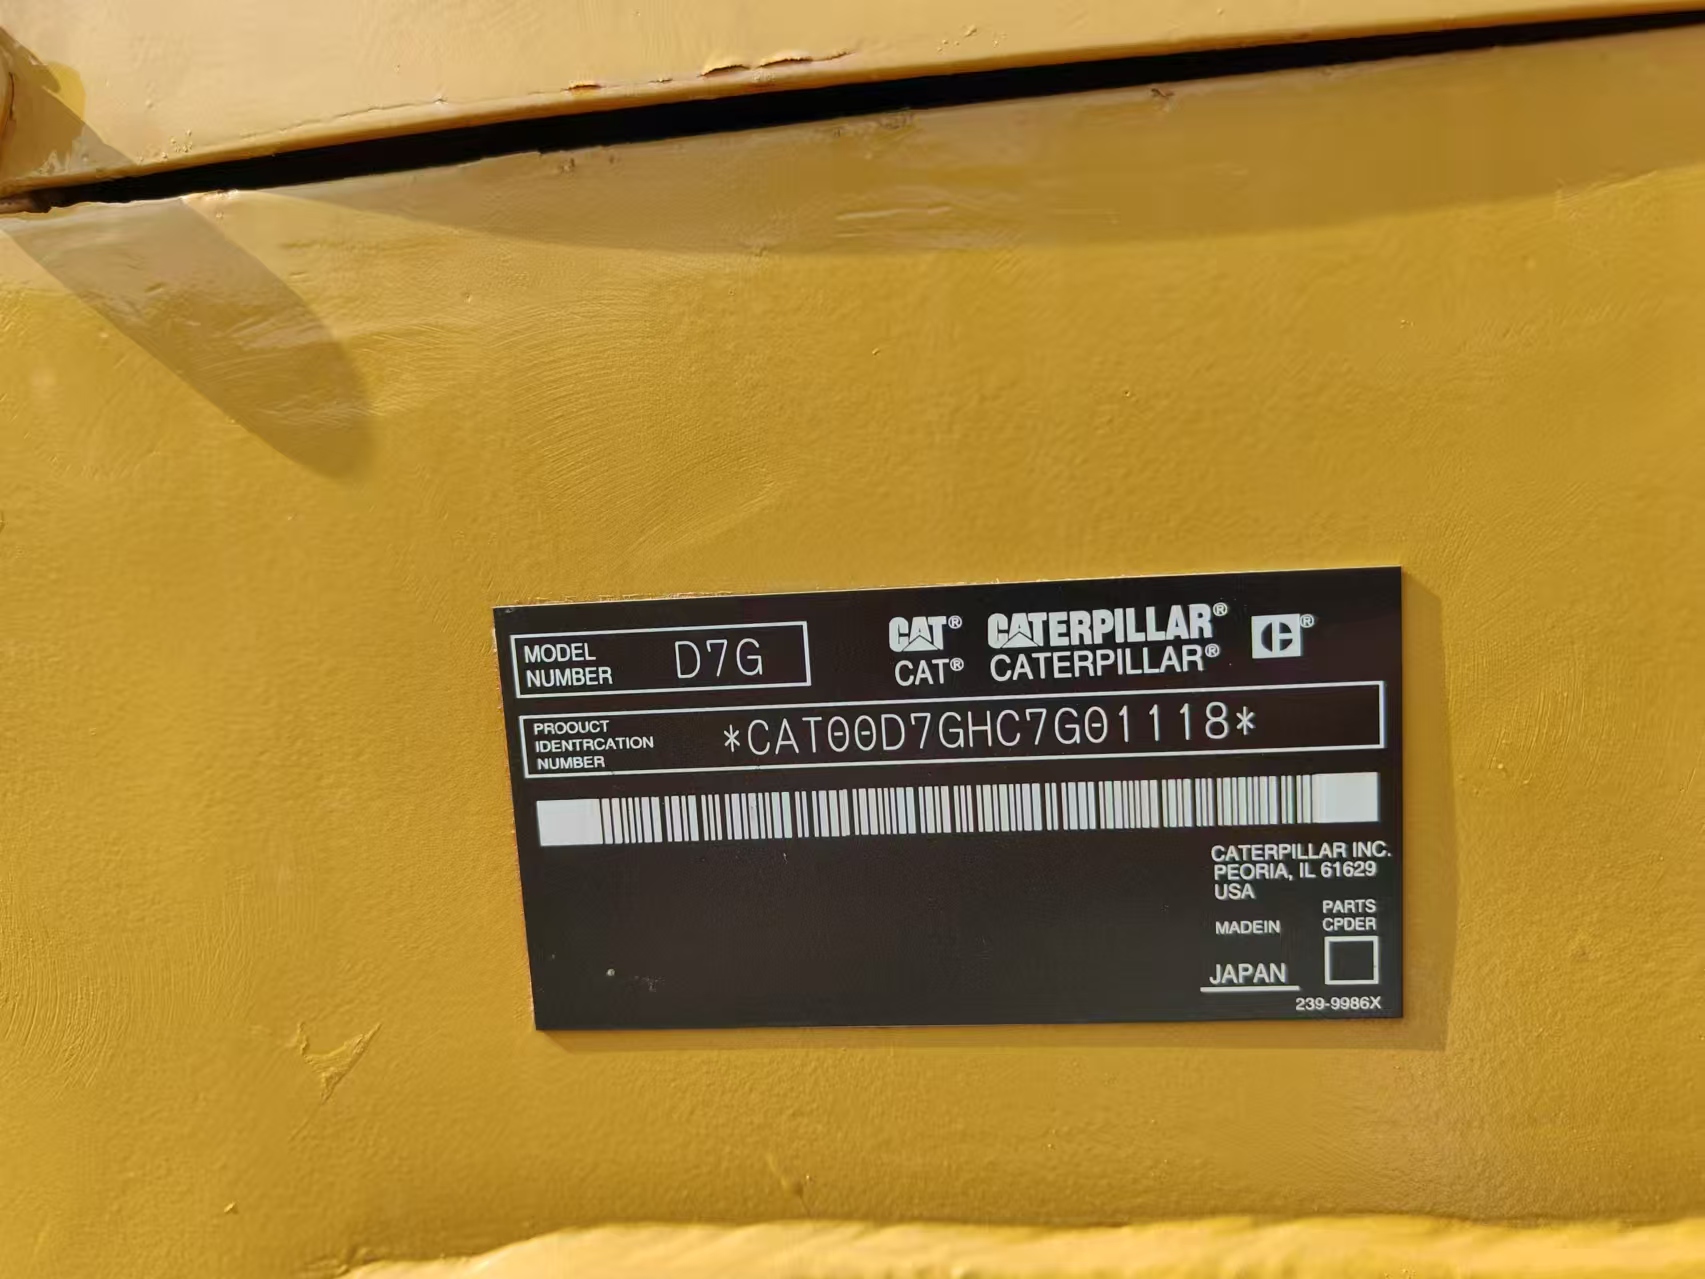 MODEL
NUMBER
D7G
CAT® CATERPILLAR® C®
CAT® CATERPILLAR®
PROOUCT
IDENTRCATION
NUMBER
*CAT00D7GHC7G01118*
CATERPILLAR INC.
PEORIA, IL 61629
USA
MADEIN
PARTS
CPDER
JAPAN
239-9986X